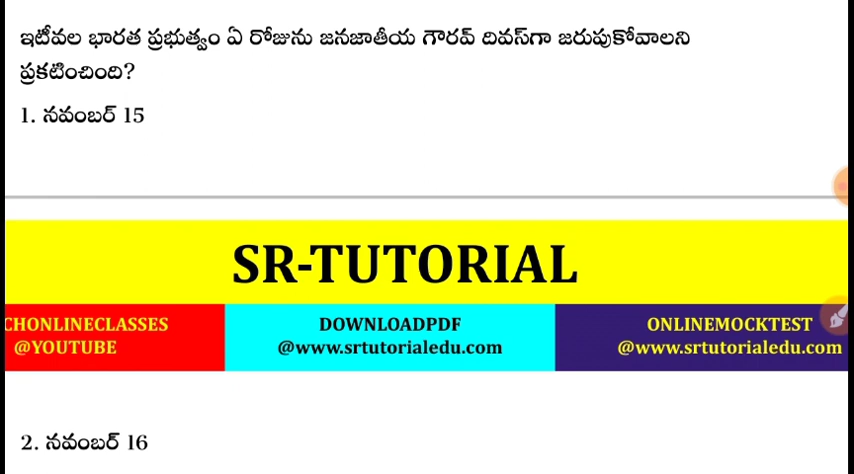 ఇటీవల భారత ప్రభుత్వం ఏ రోజును జనజాతీయ గౌరవ్ దివస్‌గా జరుపుకోవాలని
ప్రకటించింది?
1. నవంబర్ 15
SR-TUTORIAL
CHONLINECLASSES
@YOUTUBE
DOWNLOADPDF
@www.srtutorialedu.com
ONLINEMOCKTEST
@www.srtutorialedu.com
2. నవంబర్ 16